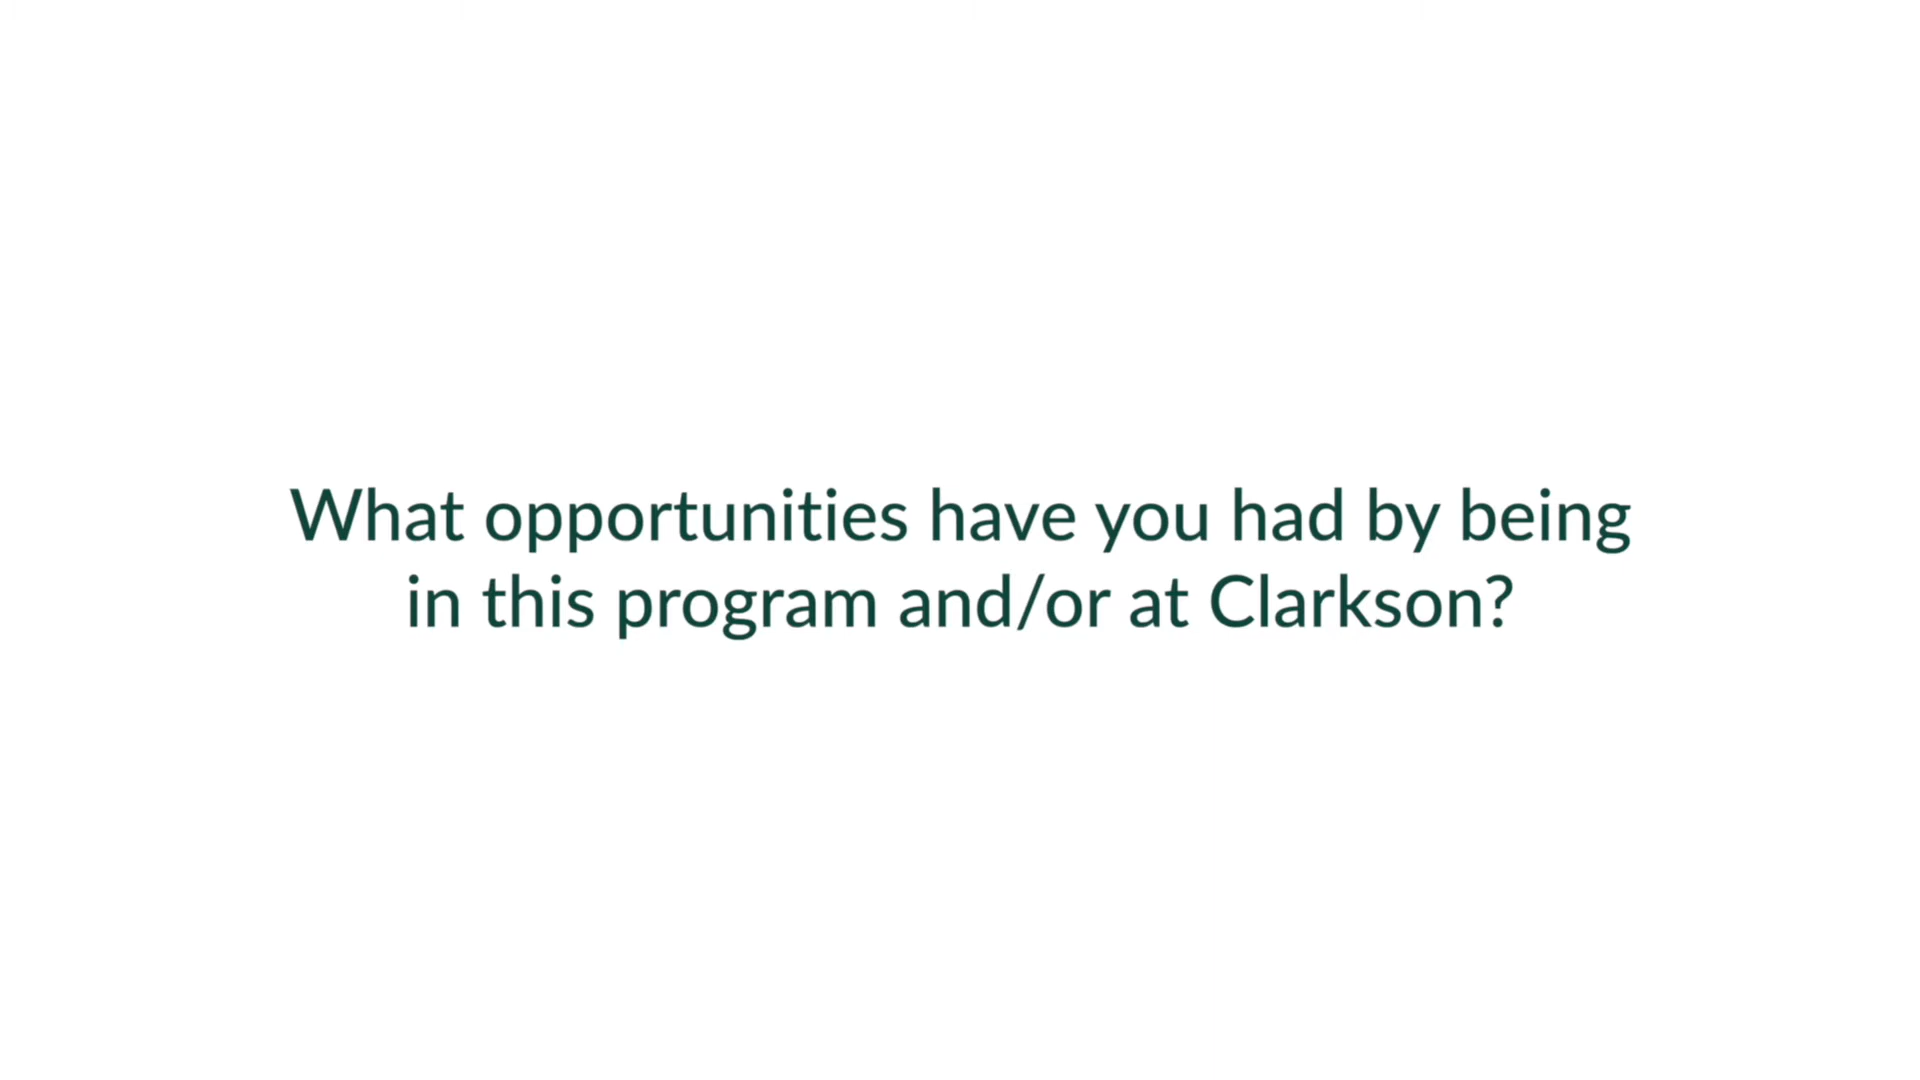 What opportunities have you had by being
in this program and/or at Clarkson?